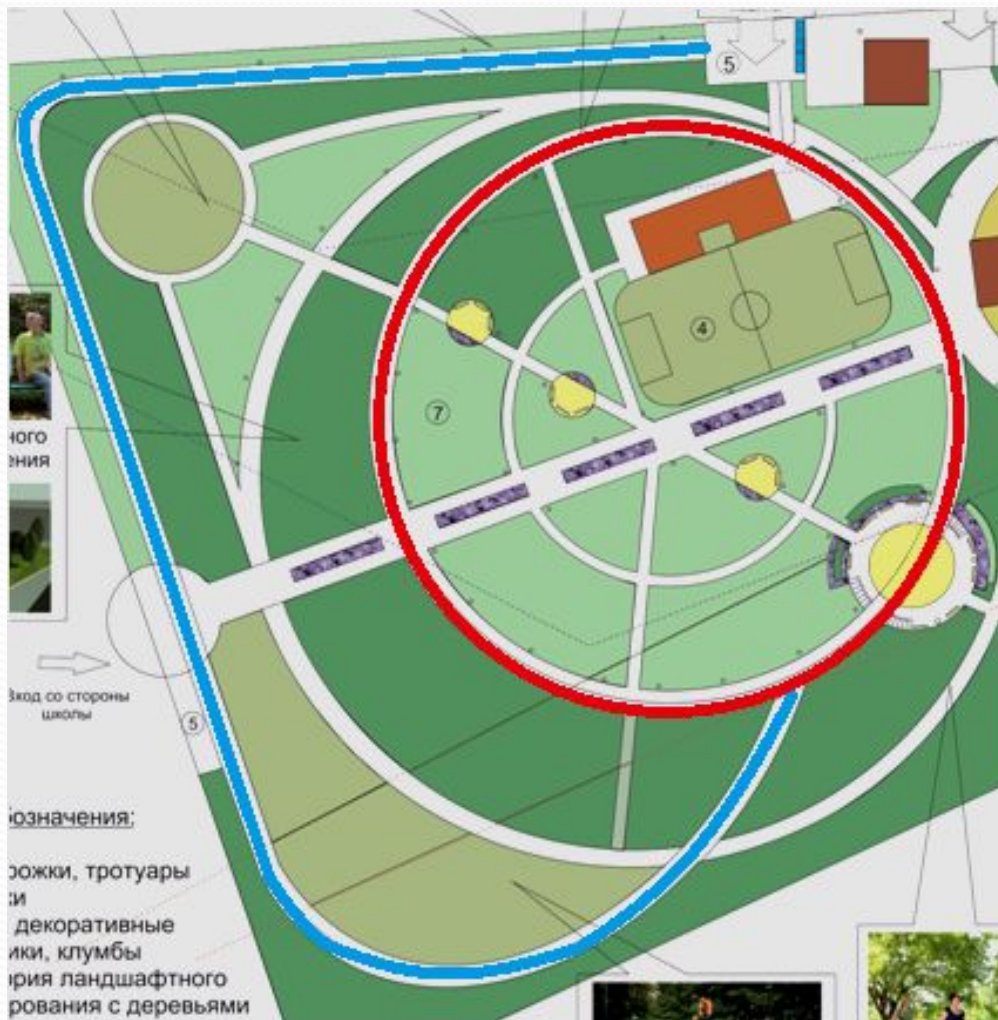 5
4
7
ного
ения
Вход со стороны
школы
5
бозначения:
рожки, тротуары
ки
декоративные
ики, клумбы
ория ландшафтного
рования с деревьями